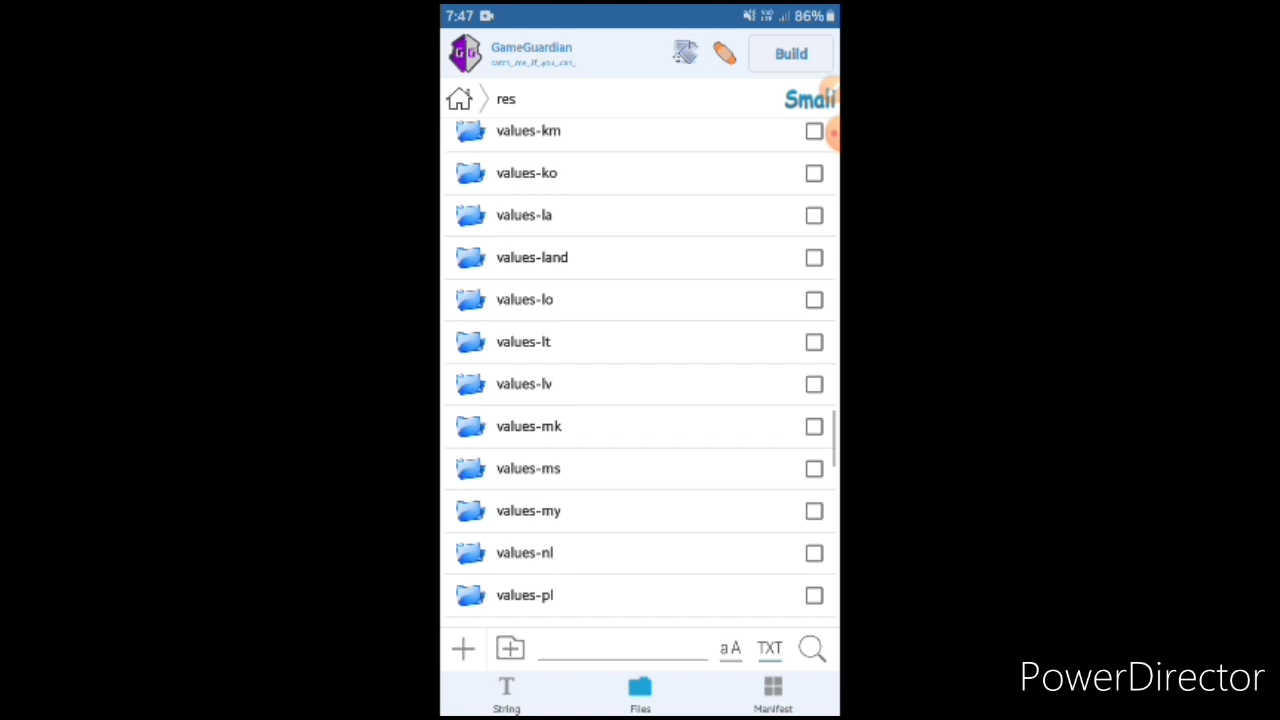 7:47 86%
GameGuardian
Build
res
Small
values-km
values-ko
values-la
values-land
values-lo
values-lt
values-lv
values-mk
values-ms
values-my
values-nl
values-pl
aA TXT
String Files Manifest
PowerDirector